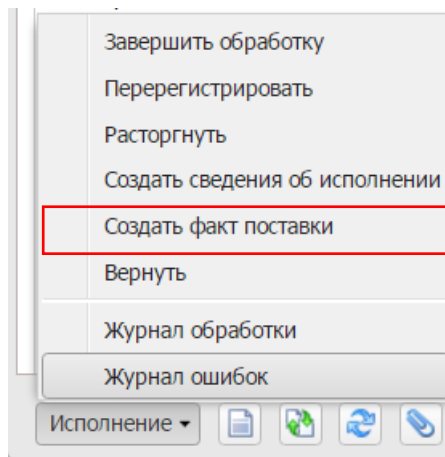 Завершить обработку
Перерегистрировать
Расторгнуть
Создать сведения об исполнении
Создать факт поставки
Вернуть
Журнал обработки
Журнал ошибок
Исполнение